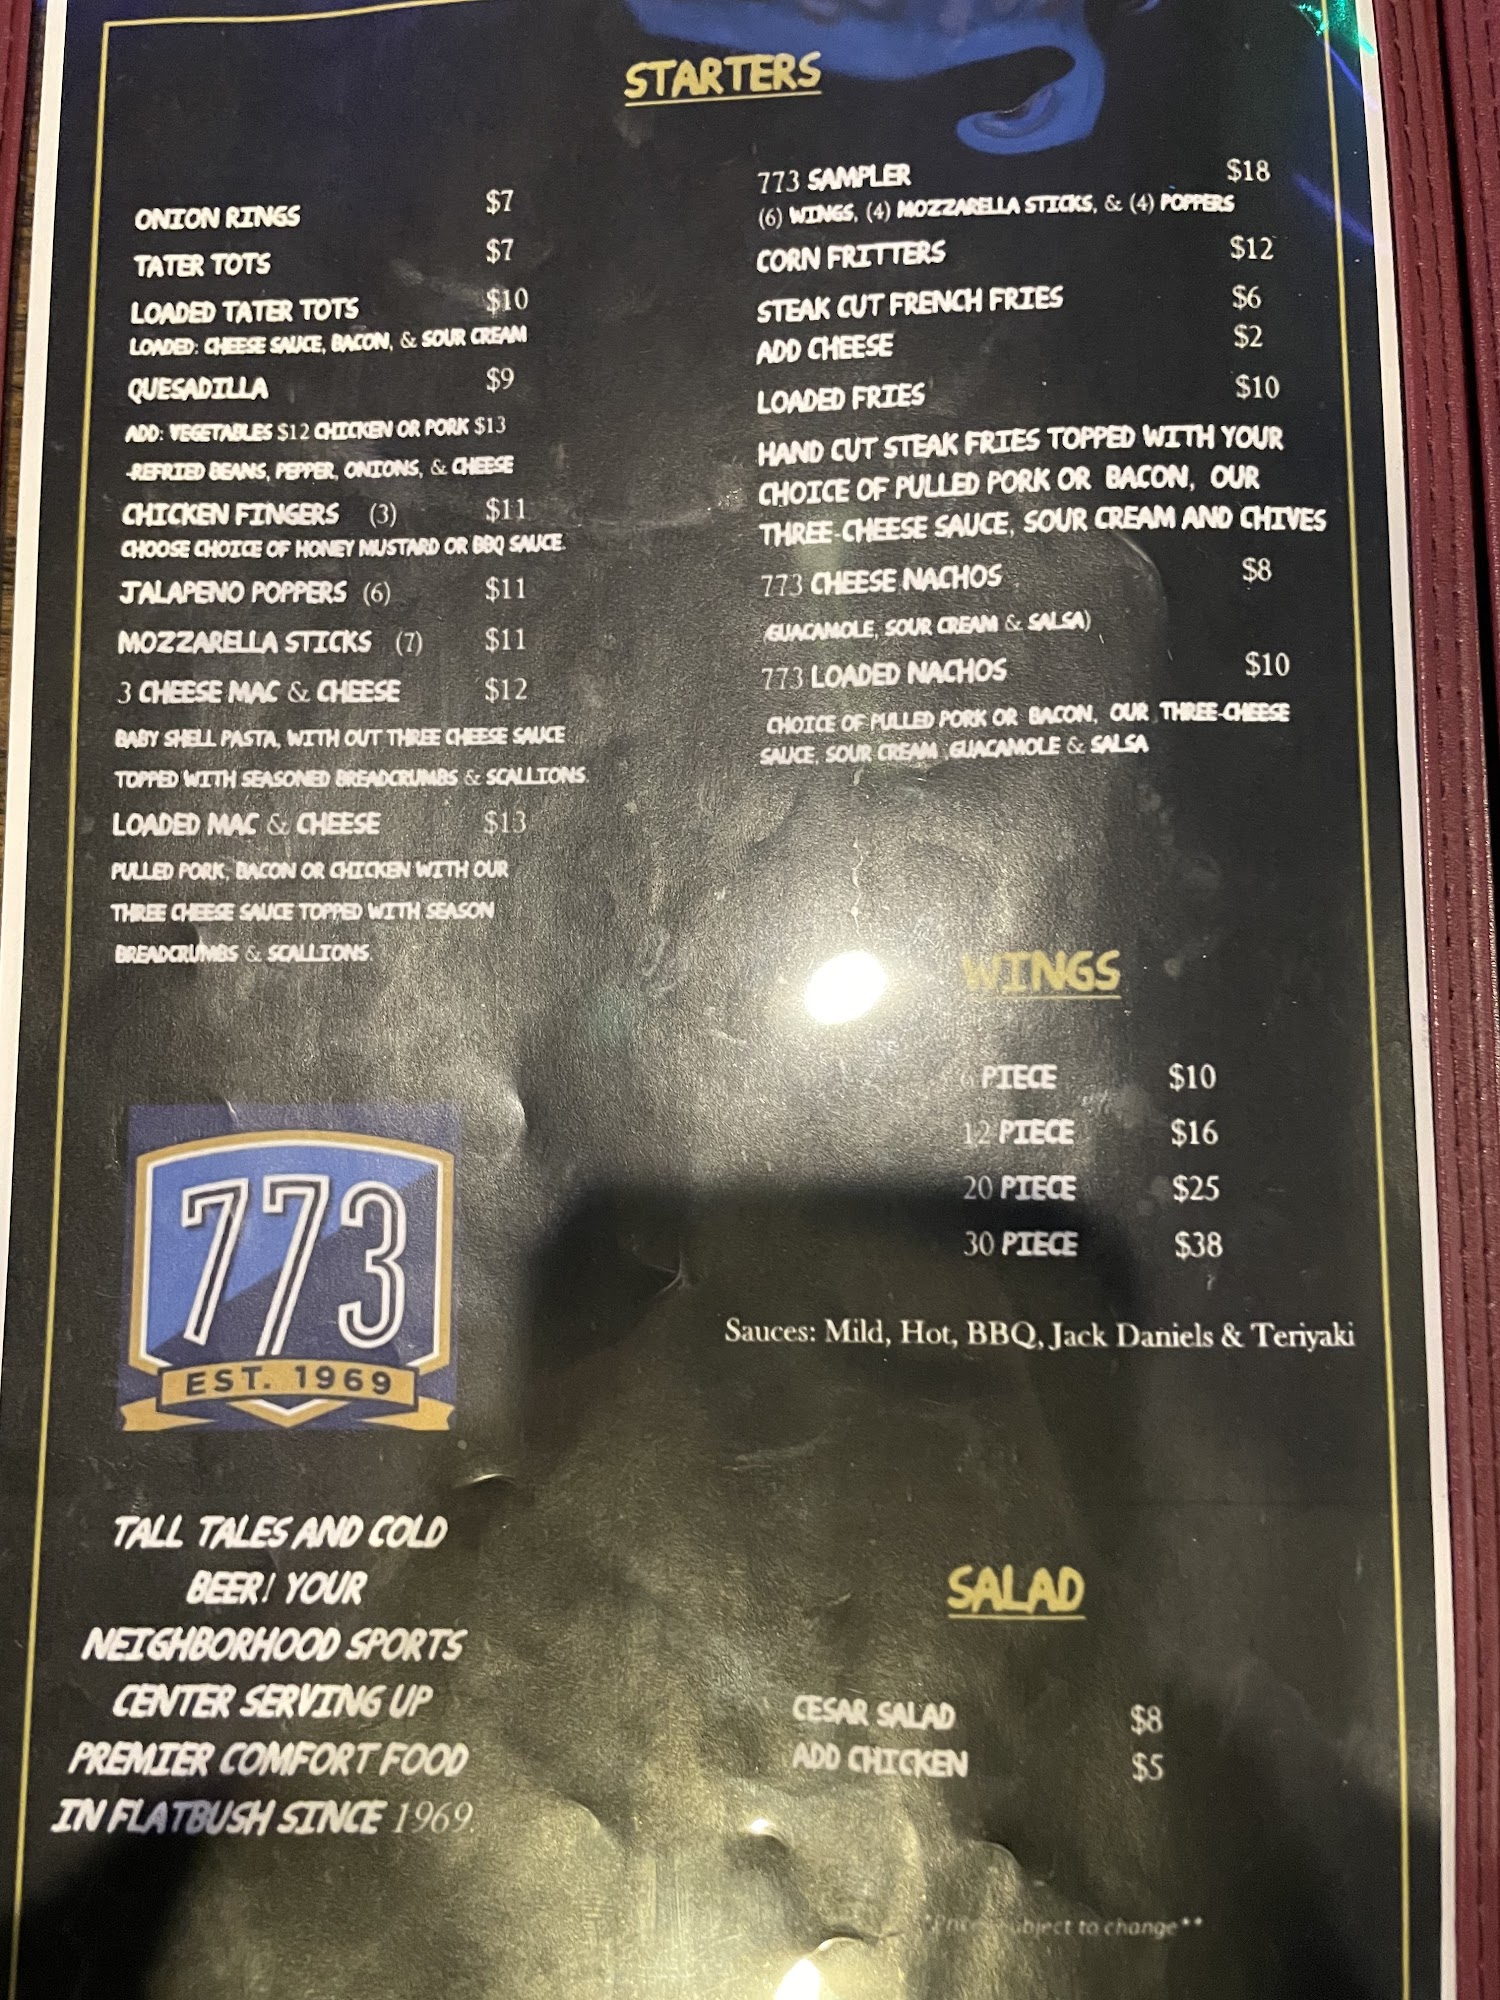 STARTERS
ONION RINGS $7
TATER TOTS $7
LOADED TATER TOTS $10
LOADED: CHEESE SAUCE, BACON, & SOUR CREAM
QUESADILLA $9
ADD: VEGETABLES $12 CHICKEN OR PORK $13
-REFRIED BEANS, PEPPER, ONIONS, & CHEESE
CHICKEN FINGERS (3) $11
CHOOSE CHOICE OF HONEY MUSTARD OR BBQ SAUCE.
JALAPENO POPPERS (6) $11
MOZZARELLA STICKS (7) $11
3 CHEESE MAC & CHEESE $12
BABY SHELL PASTA, WITH OUT THREE CHEESE SAUCE
TOPPED WITH SEASONED BREADCRUMBS & SCALLIONS.
LOADED MAC & CHEESE $13
PULLED PORK, BACON OR CHICKEN WITH OUR
THREE CHEESE SAUCE TOPPED WITH SEASON
BREADCRUMBS & SCALLIONS.
773 SAMPLER $18
(6) WINGS, (4) MOZZARELLA STICKS, & (4) POPPERS
CORN FRITTERS $12
STEAK CUT FRENCH FRIES $6
ADD CHEESE $2
LOADED FRIES $10
HAND CUT STEAK FRIES TOPPED WITH YOUR
CHOICE OF PULLED PORK OR BACON, OUR
THREE-CHEESE SAUCE, SOUR CREAM AND CHIVES
773 CHEESE NACHOS $8
GUACAMOLE, SOUR CREAM & SALSA)
773 LOADED NACHOS $10
CHOICE OF PULLED PORK OR BACON, OUR THREE-CHEESE
SAUCE, SOUR CREAM ,GUACAMOLE & SALSA
WINGS
6 PIECE $10
12 PIECE $16
20 PIECE $25
30 PIECE $38
Sauces: Mild, Hot, BBQ, Jack Daniels & Teriyaki
773
EST. 1969
TALL TALES AND COLD
BEER! YOUR
NEIGHBORHOOD SPORTS
CENTER SERVING UP
PREMIER COMFORT FOOD
IN FLATBUSH SINCE 1969.
SALAD
CESAR SALAD $8
ADD CHICKEN $5
*Prices subject to change**